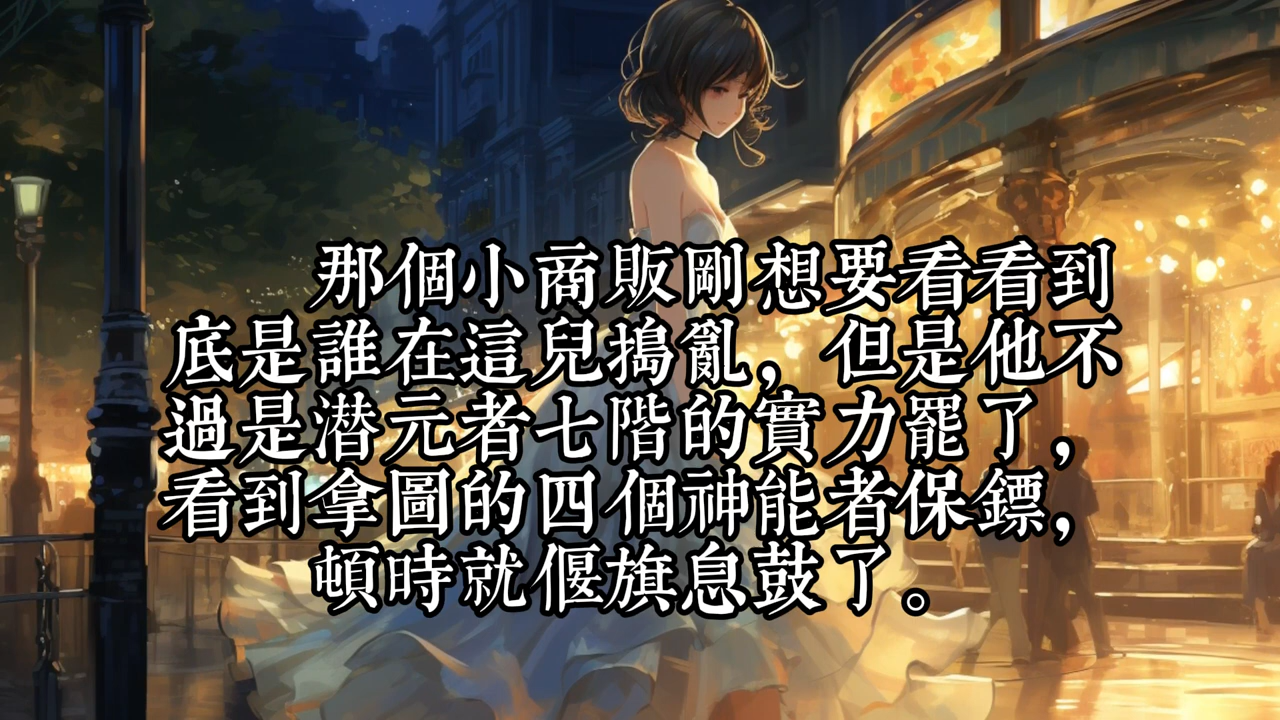 那個小商販剛想要看看到
底是誰在這兒搗亂，但是他不
過是潜元者七階的實力罷了，
看到拿圖的四個神能者保鏢，
頓時就偃旗息鼓了。